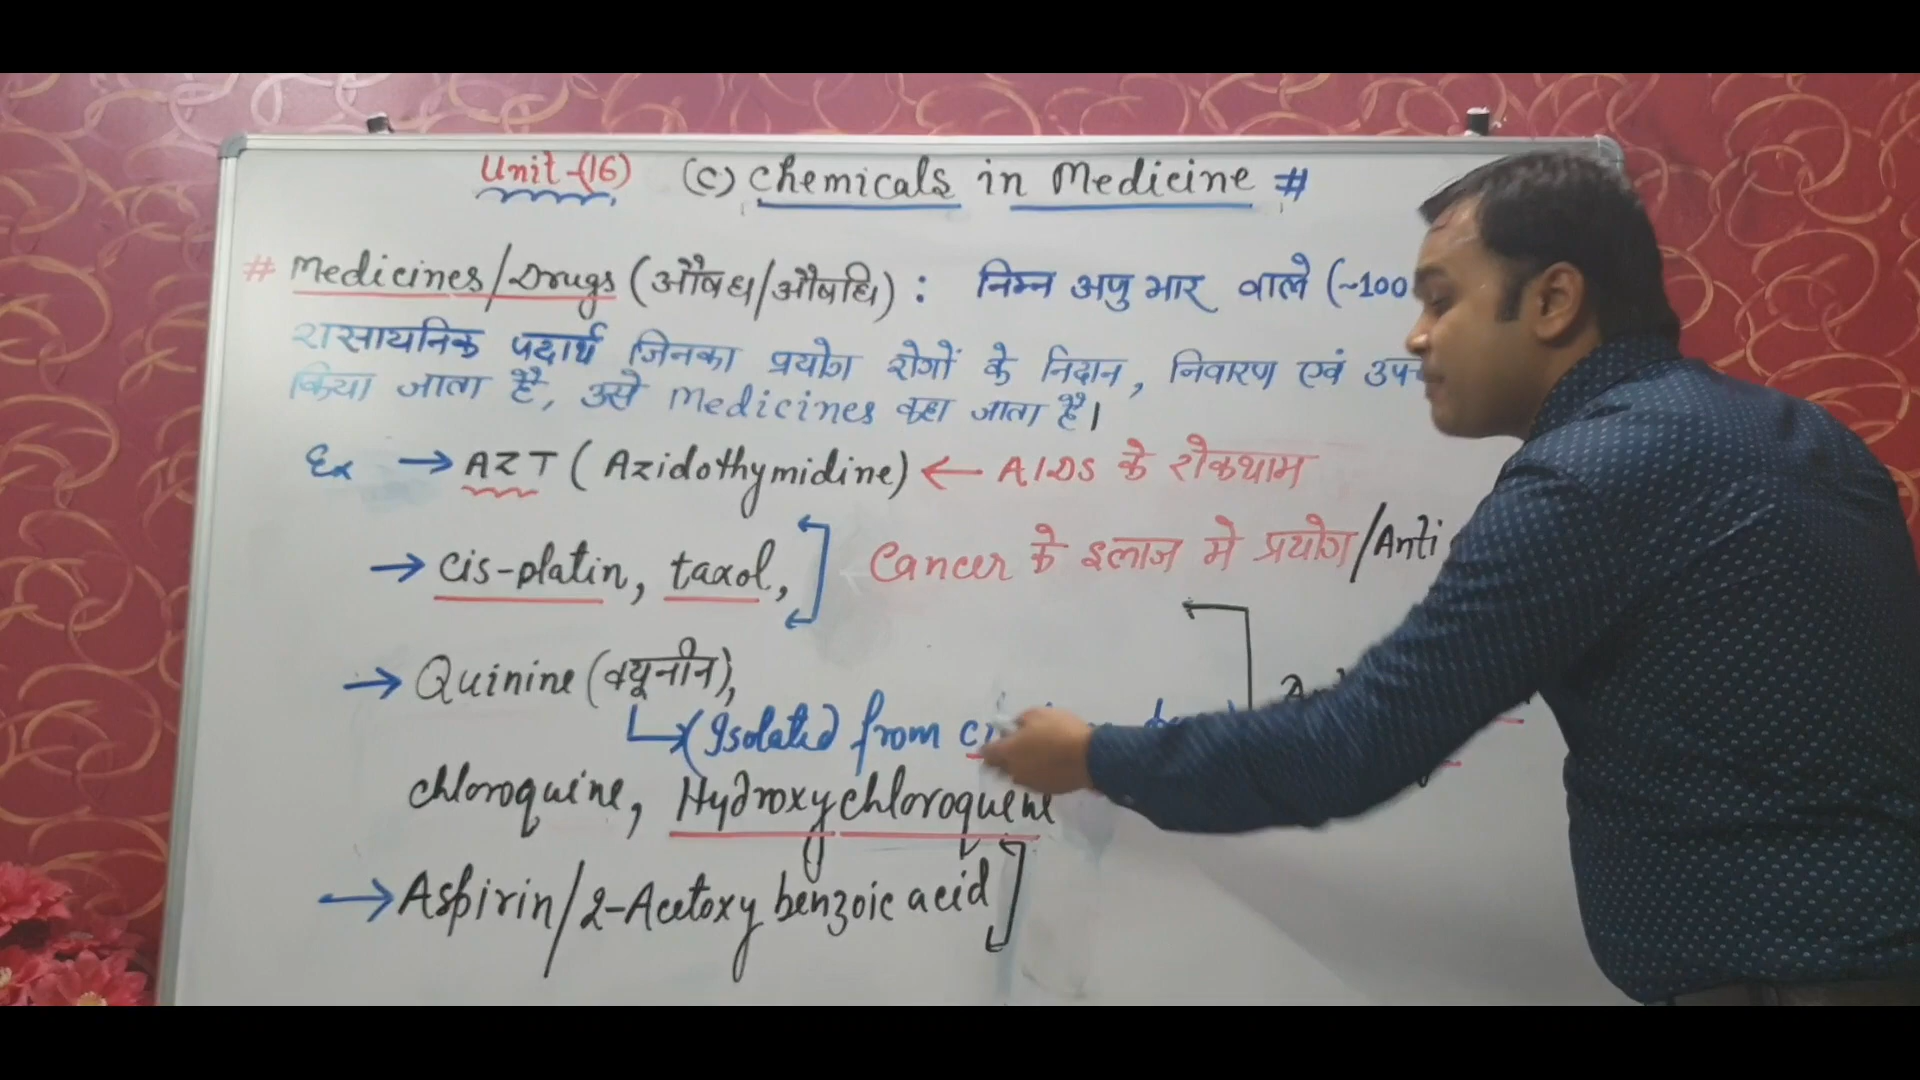 Unit-(16) (C) Chemicals in Medicine #
# Medicines/Drugs (औषध/औषधि) : निम्न अणु भार वाले (~100
रासायनिक पदार्थ जिनका प्रयोग रोगों के निदान, निवारण एवं
किया जाता है, उसे Medicines कहा जाता है।
Ex → AZT (Azidothymidine) ← AIDS के रोकथाम
→ cis-platin, taxol, Cancer के इलाज मे प्रयोग/Anti
→ Quinine (क्यूनीन),
(Isolated from
chloroquine, Hydroxychloroquene
→ Aspirin/2-Acetoxy benzoic acid